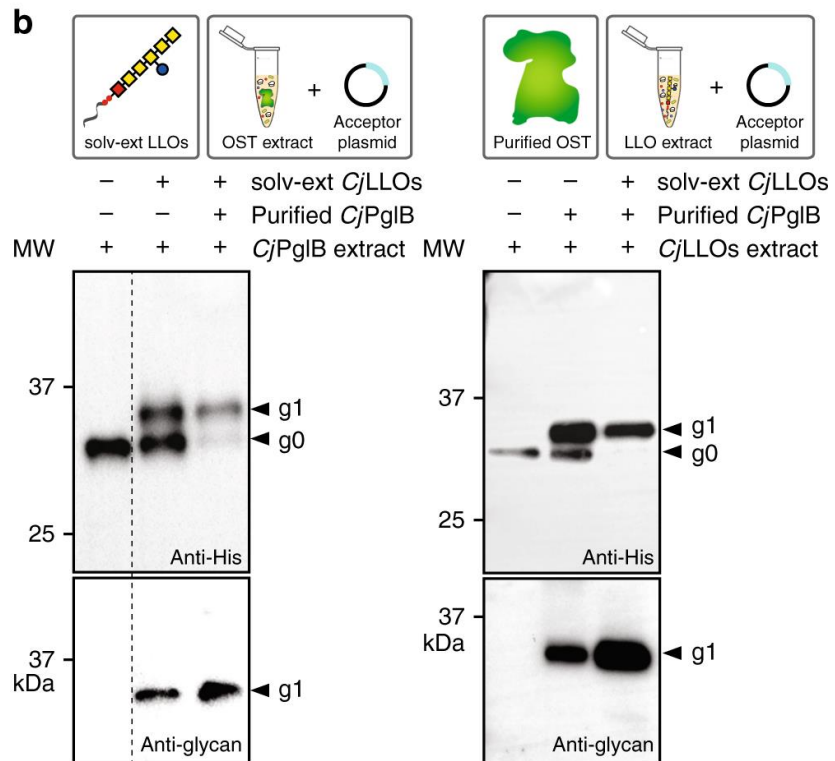 b
solv-ext LLOs
OST extract
+
Acceptor
plasmid
Purified OST
LLO extract
+
Acceptor
plasmid
– + + solv-ext CjLLOs
– – + Purified CjPglB
MW + + + CjPglB extract
37
g1
g0
25
Anti-His
37
kDa
g1
Anti-glycan
– – + solv-ext CjLLOs
– + + Purified CjPglB
MW + + + CjLLOs extract
37
g1
g0
25
Anti-His
37
kDa
g1
Anti-glycan